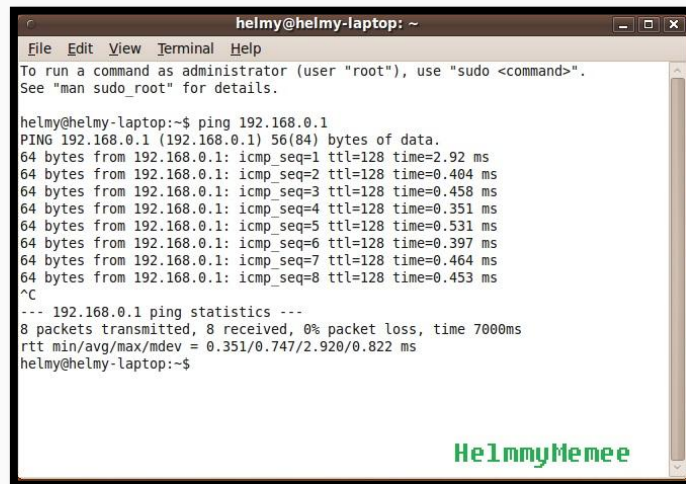 helmy@helmy-laptop: ~
File Edit View Terminal Help
To run a command as administrator (user "root"), use "sudo <command>".
See "man sudo_root" for details.
helmy@helmy-laptop:~$ ping 192.168.0.1
PING 192.168.0.1 (192.168.0.1) 56(84) bytes of data.
64 bytes from 192.168.0.1: icmp_seq=1 ttl=128 time=2.92 ms
64 bytes from 192.168.0.1: icmp_seq=2 ttl=128 time=0.404 ms
64 bytes from 192.168.0.1: icmp_seq=3 ttl=128 time=0.458 ms
64 bytes from 192.168.0.1: icmp_seq=4 ttl=128 time=0.351 ms
64 bytes from 192.168.0.1: icmp_seq=5 ttl=128 time=0.531 ms
64 bytes from 192.168.0.1: icmp_seq=6 ttl=128 time=0.397 ms
64 bytes from 192.168.0.1: icmp_seq=7 ttl=128 time=0.464 ms
64 bytes from 192.168.0.1: icmp_seq=8 ttl=128 time=0.453 ms
^C
--- 192.168.0.1 ping statistics ---
8 packets transmitted, 8 received, 0% packet loss, time 7000ms
rtt min/avg/max/mdev = 0.351/0.747/2.920/0.822 ms
helmy@helmy-laptop:~$
HelmmyMemee